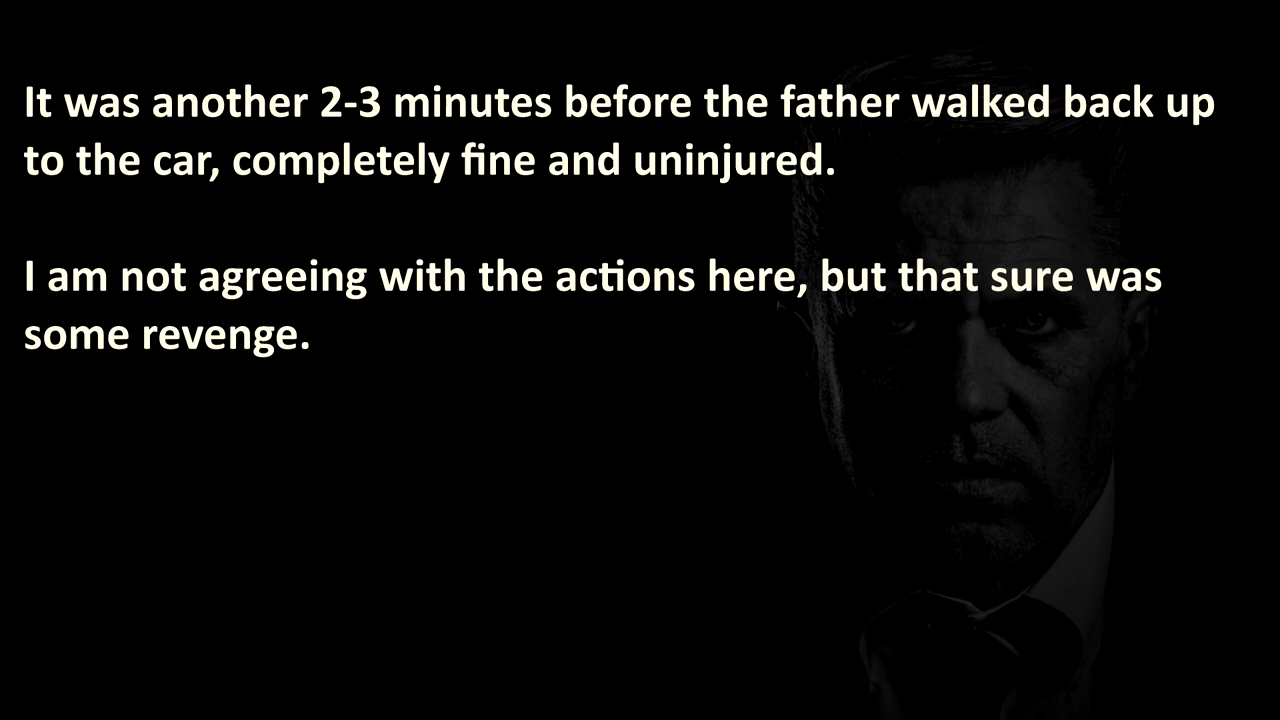 It was another 2-3 minutes before the father walked back up
to the car, completely fine and uninjured.
I am not agreeing with the actions here, but that sure was
some revenge.